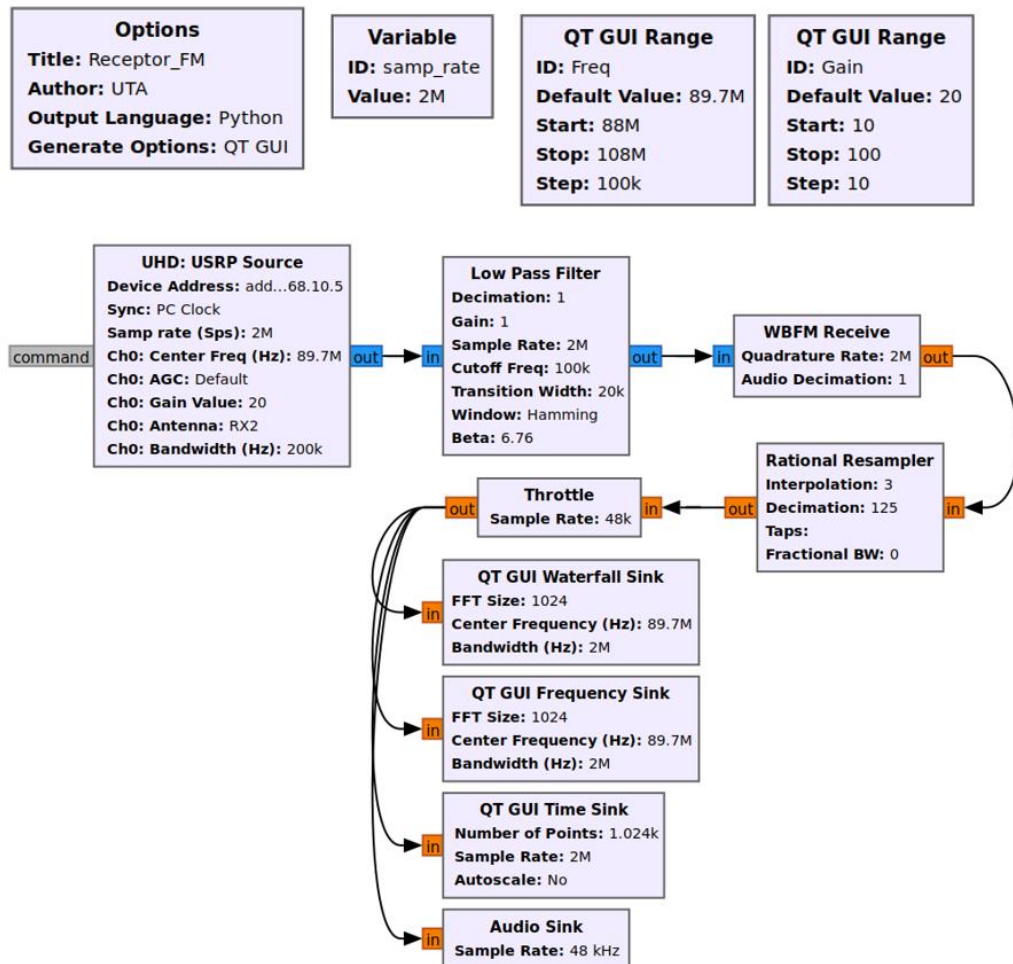 Options
Title: Receptor_FM
Author: UTA
Output Language: Python
Generate Options: QT GUI
Variable
ID: samp_rate
Value: 2M
QT GUI Range
ID: Freq
Default Value: 89.7M
Start: 88M
Stop: 108M
Step: 100k
QT GUI Range
ID: Gain
Default Value: 20
Start: 10
Stop: 100
Step: 10
command
UHD: USRP Source
Device Address: add...68.10.5
Sync: PC Clock
Samp rate (Sps): 2M
Ch0: Center Freq (Hz): 89.7M
Ch0: AGC: Default
Ch0: Gain Value: 20
Ch0: Antenna: RX2
Ch0: Bandwidth (Hz): 200k
out
in
Low Pass Filter
Decimation: 1
Gain: 1
Sample Rate: 2M
Cutoff Freq: 100k
Transition Width: 20k
Window: Hamming
Beta: 6.76
out
in
WBFM Receive
Quadrature Rate: 2M
Audio Decimation: 1
out
Rational Resampler
Interpolation: 3
Decimation: 125
Taps:
Fractional BW: 0
in
out
Throttle
Sample Rate: 48k
in
out
in
QT GUI Waterfall Sink
FFT Size: 1024
Center Frequency (Hz): 89.7M
Bandwidth (Hz): 2M
in
QT GUI Frequency Sink
FFT Size: 1024
Center Frequency (Hz): 89.7M
Bandwidth (Hz): 2M
in
QT GUI Time Sink
Number of Points: 1.024k
Sample Rate: 2M
Autoscale: No
in
Audio Sink
Sample Rate: 48 kHz